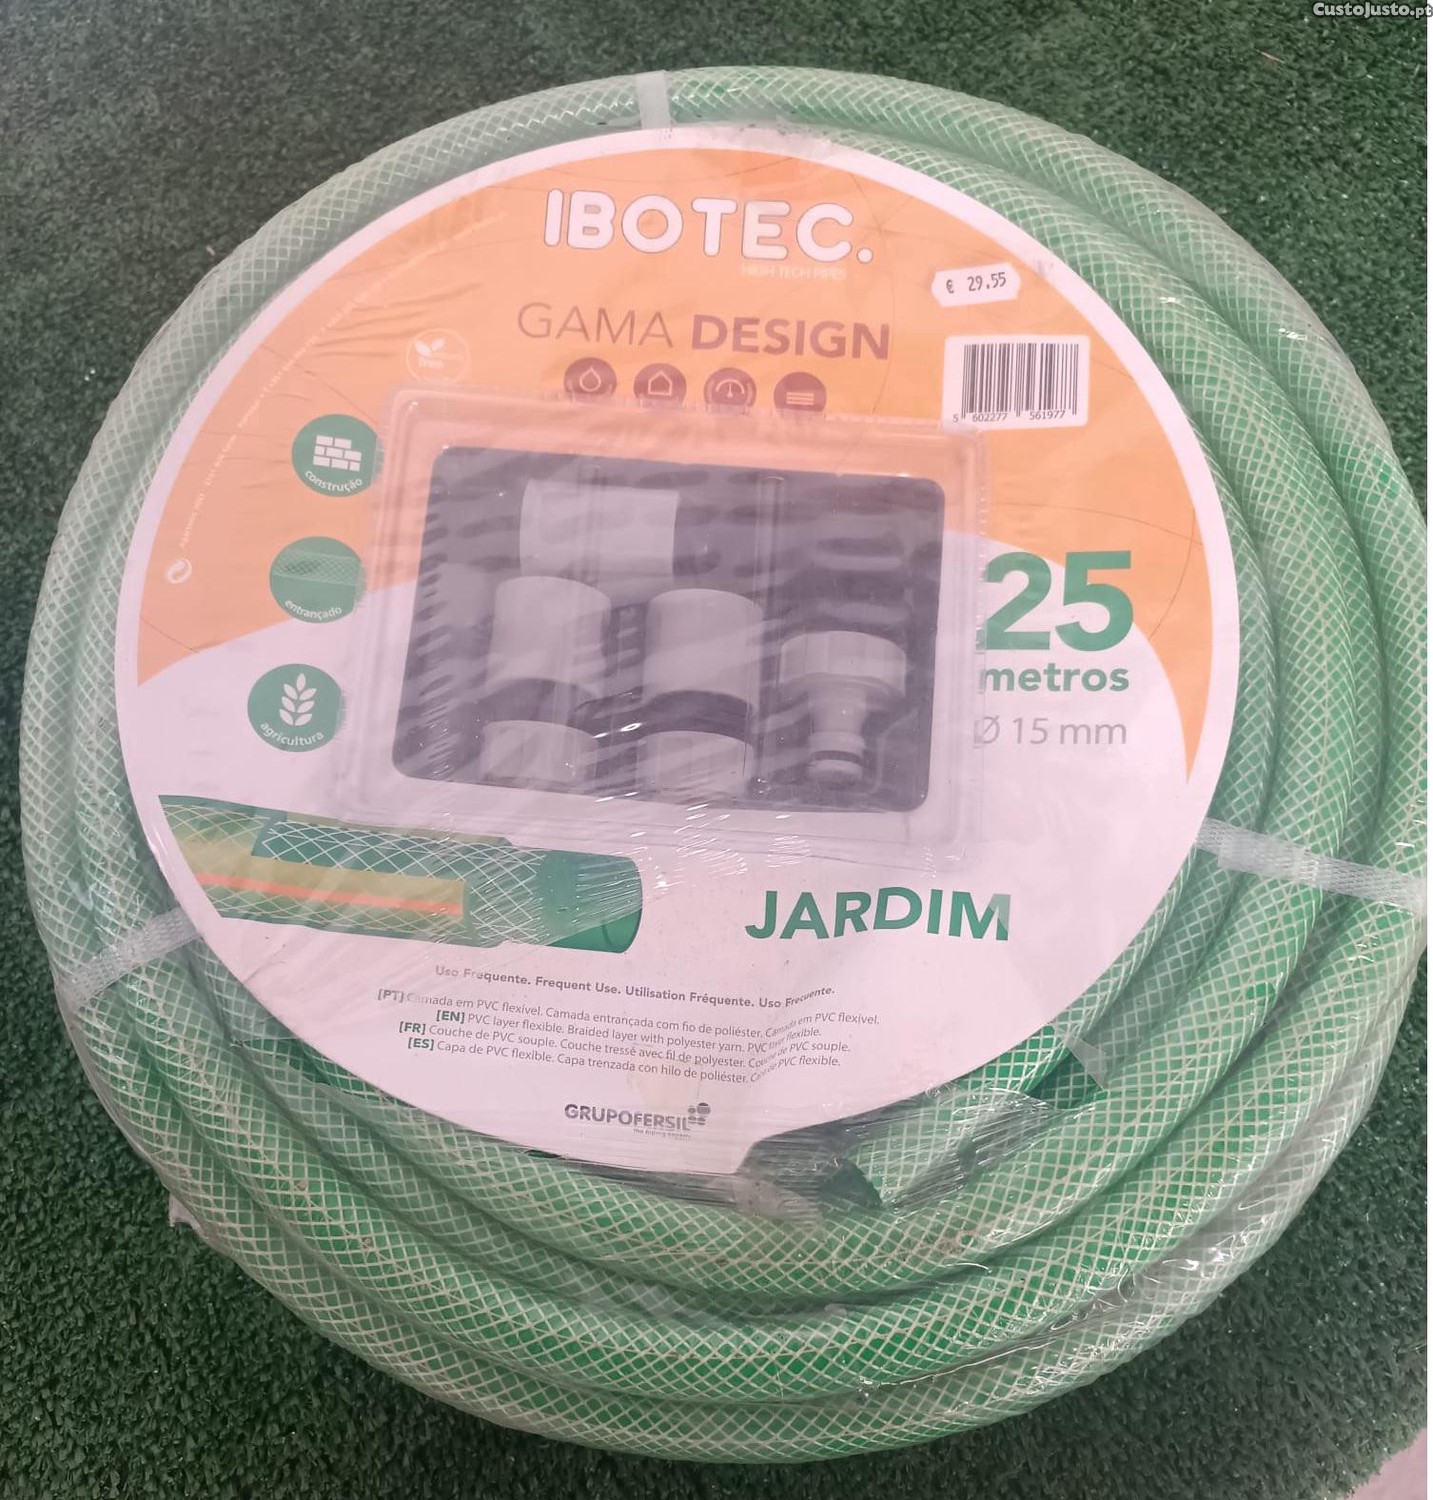 CustoJusto.pt
IBOTEC.
HIGH TECH PIPES
€ 29,55
GAMA DESIGN
5 602277 561977
construção
entrançado
agricultura
25
metros
Ø 15 mm
JARDIM
Uso Frequente. Frequent Use. Utilisation Fréquente. Uso Frecuente.
[PT] Camada em PVC flexível. Camada entrançada com fio de poliéster. Camada em PVC flexível.
[EN] PVC layer flexible. Braided layer with polyester yarn. PVC layer flexible.
[FR] Couche de PVC souple. Couche tressé avec fil de polyester. Couche de PVC souple.
[ES] Capa de PVC flexible. Capa trenzada con hilo de poliéster. Capa de PVC flexible.
GRUPOFERSIL
the piping experts